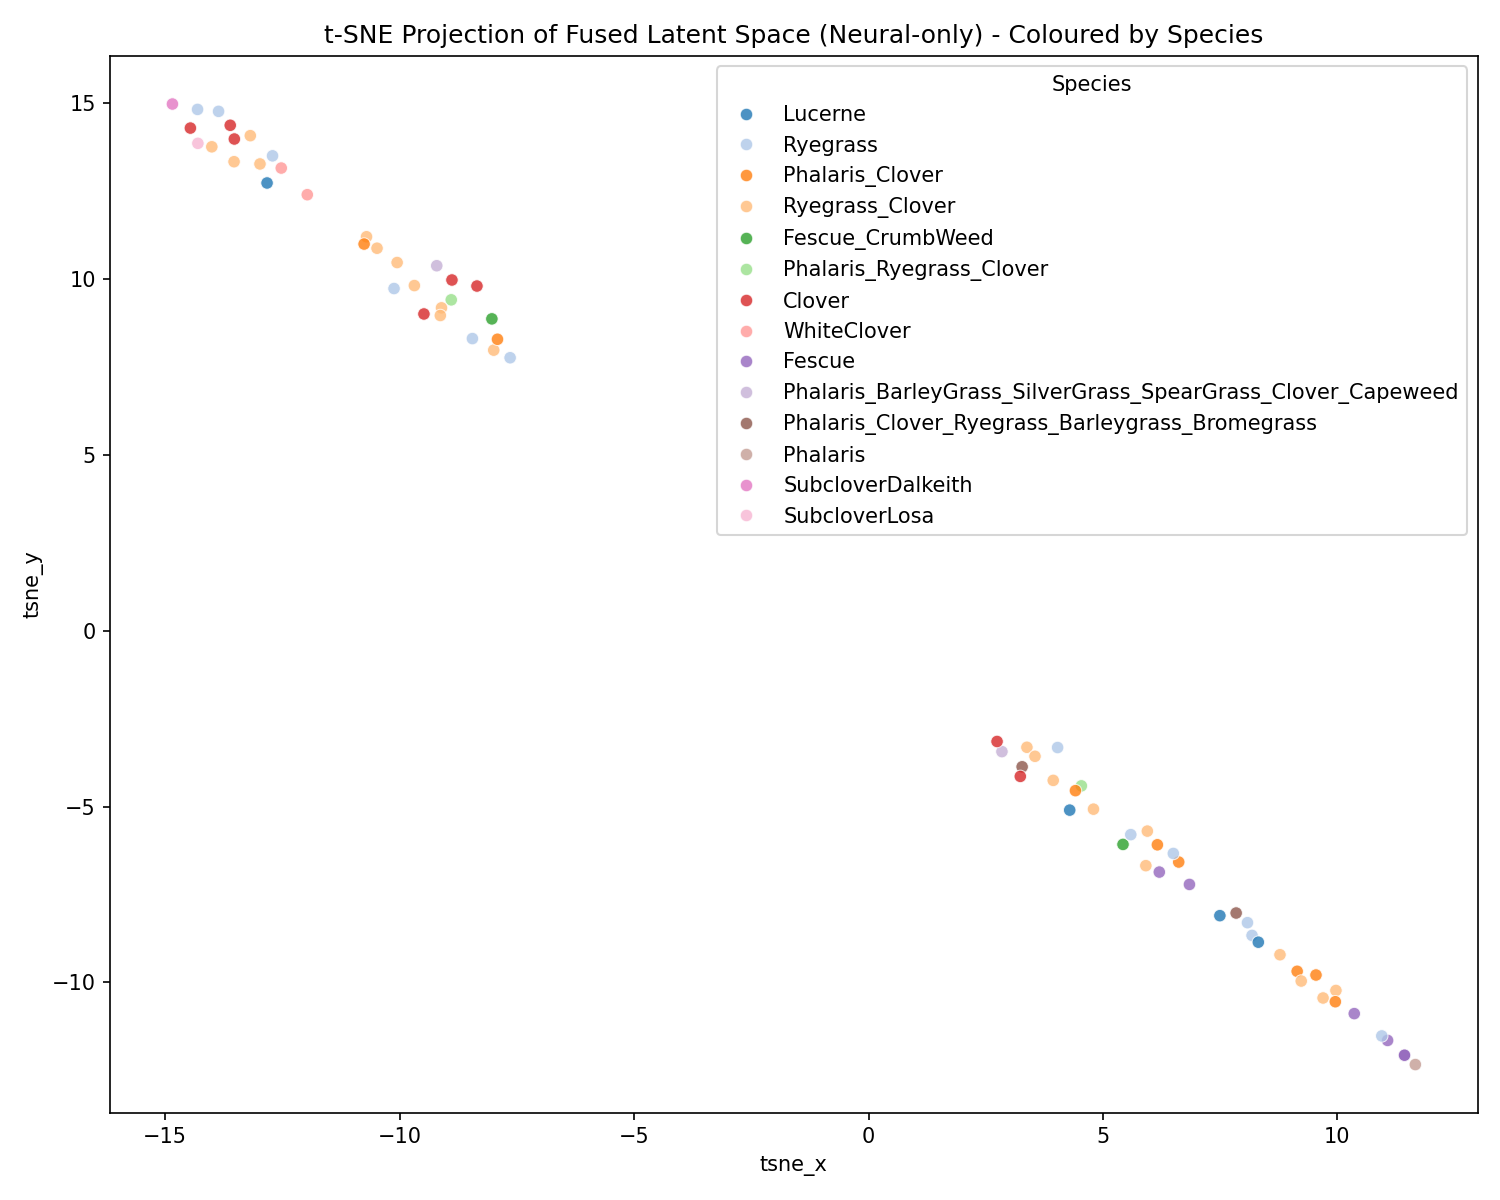 t-SNE Projection of Fused Latent Space (Neural-only) - Coloured by Species
Species
Lucerne
Ryegrass
Phalaris_Clover
Ryegrass_Clover
Fescue_CrumbWeed
Phalaris_Ryegrass_Clover
Clover
WhiteClover
Fescue
Phalaris_BarleyGrass_SilverGrass_SpearGrass_Clover_Capeweed
Phalaris_Clover_Ryegrass_Barleygrass_Bromegrass
Phalaris
SubcloverDalkeith
SubcloverLosa
15
10
5
0
−5
−10
tsne_y
−15
−10
−5
0
5
10
tsne_x